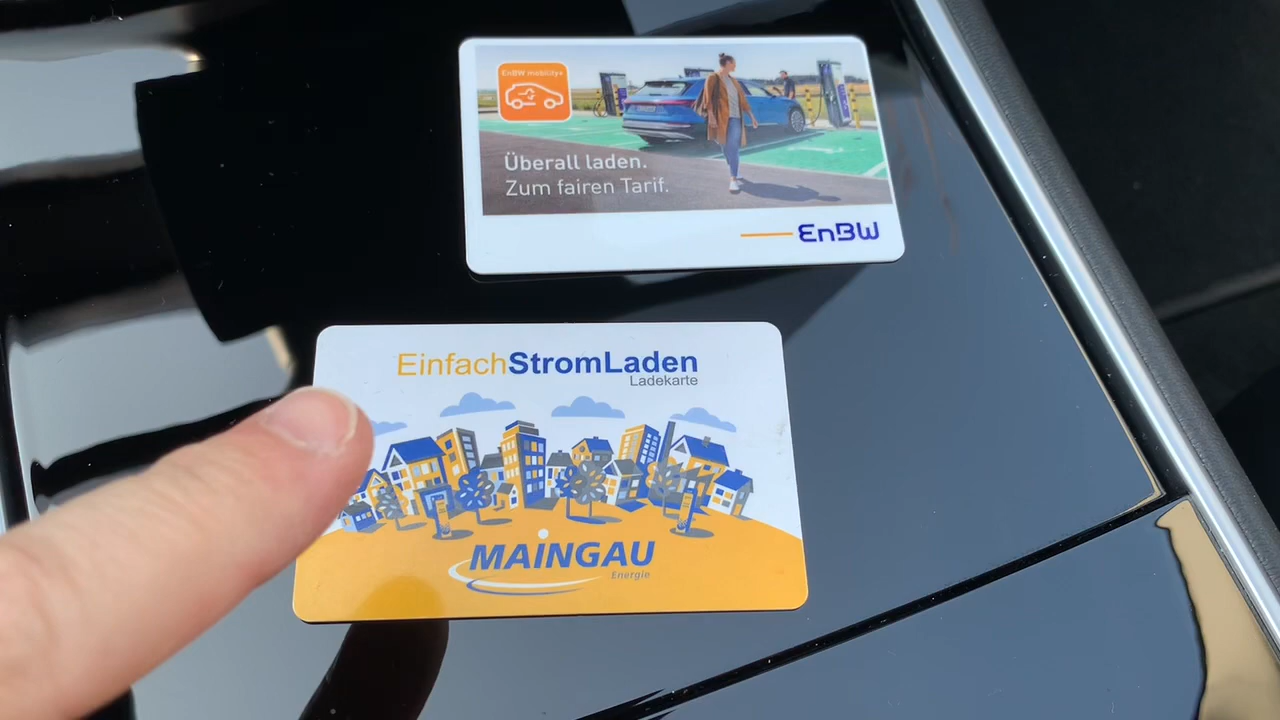 EnBW mobility+
Überall laden.
Zum fairen Tarif.
EnBW
EinfachStromLaden
Ladekarte
MAINGAU
Energie